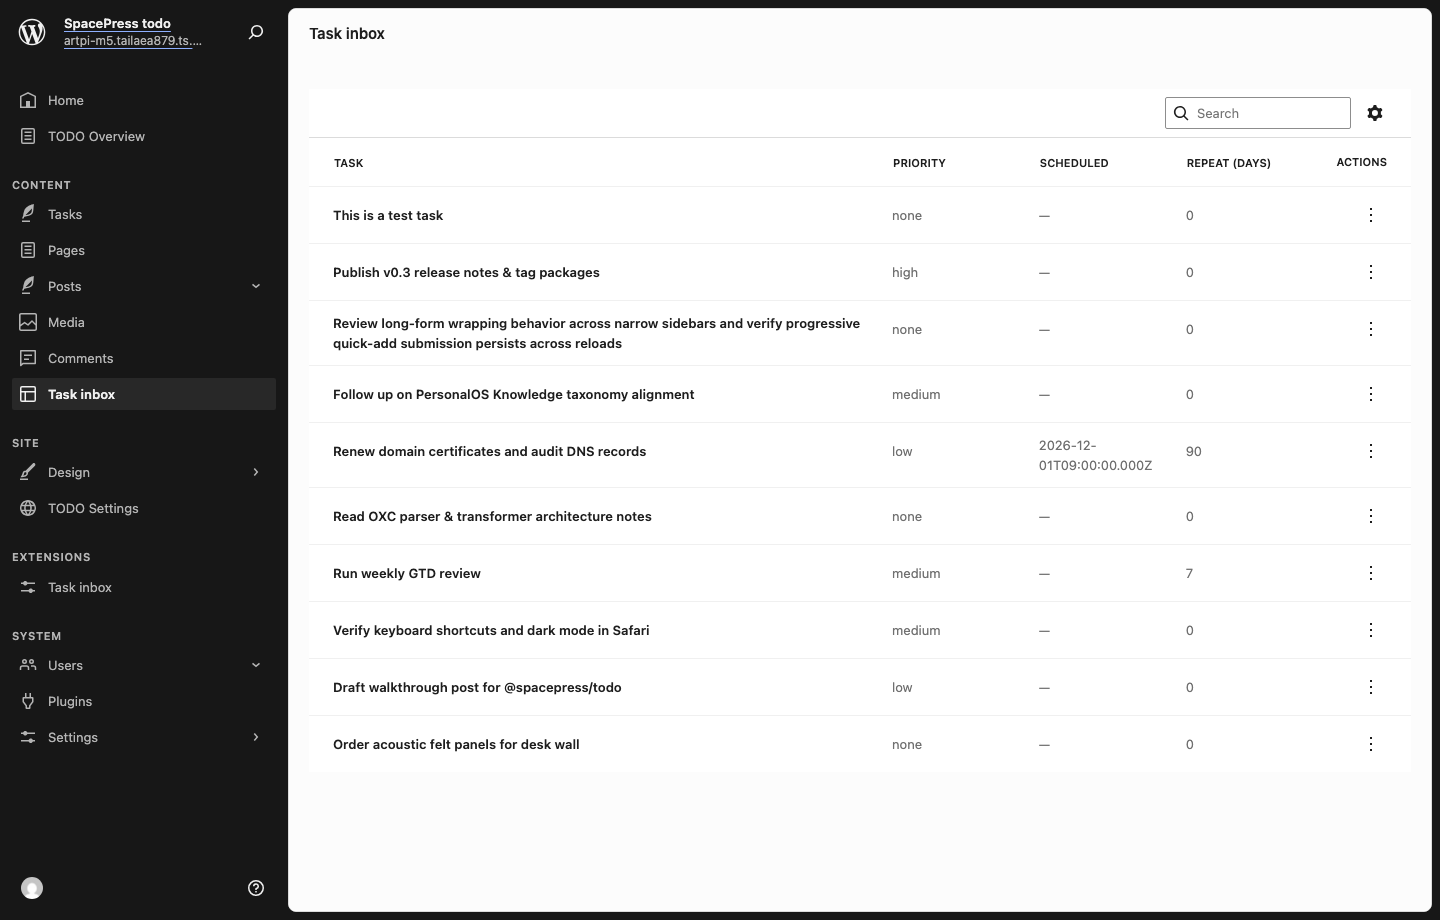 SpacePress todo
artpi-m5.tailaea879.ts....
Home
TODO Overview
CONTENT
Tasks
Pages
Posts
Media
Comments
Task inbox
SITE
Design
TODO Settings
EXTENSIONS
Task inbox
SYSTEM
Users
Plugins
Settings
Task inbox
Search
TASK PRIORITY SCHEDULED REPEAT (DAYS) ACTIONS
This is a test task none — 0
Publish v0.3 release notes & tag packages high — 0
Review long-form wrapping behavior across narrow sidebars and verify progressive
quick-add submission persists across reloads none — 0
Follow up on PersonalOS Knowledge taxonomy alignment medium — 0
Renew domain certificates and audit DNS records low 2026-12-
01T09:00:00.000Z 90
Read OXC parser & transformer architecture notes none — 0
Run weekly GTD review medium — 7
Verify keyboard shortcuts and dark mode in Safari medium — 0
Draft walkthrough post for @spacepress/todo low — 0
Order acoustic felt panels for desk wall none — 0